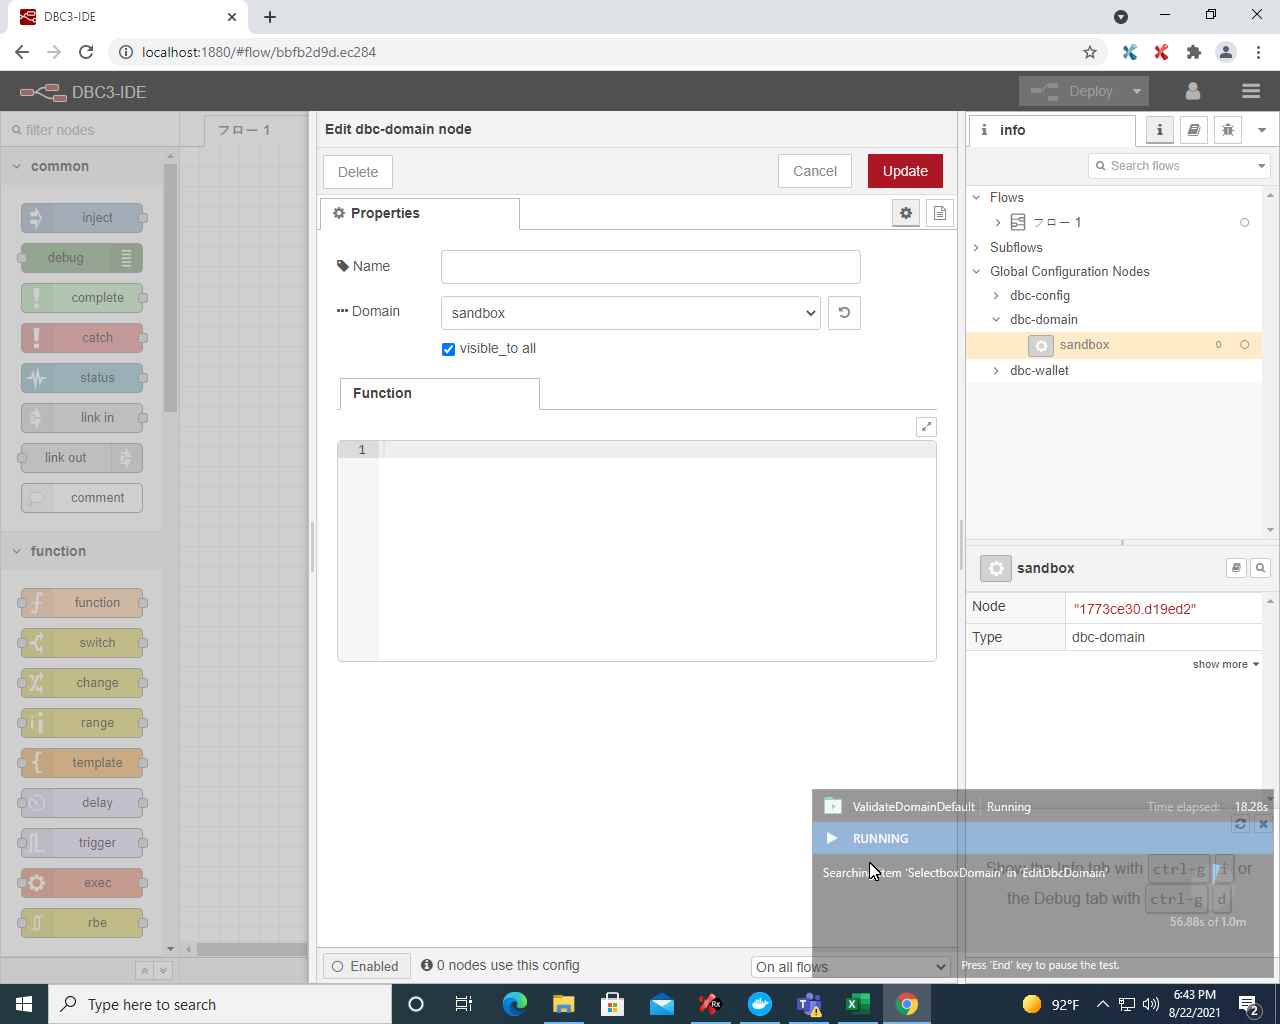 DBC3-IDE
localhost:1880/#flow/bbfb2d9d.ec284
DBC3-IDE
Deploy
filter nodes
フロー 1
common
inject
debug
complete
catch
status
link in
link out
comment
function
function
switch
change
range
template
delay
trigger
exec
rbe
Edit dbc-domain node
Delete
Cancel
Update
Properties
Name
Domain
sandbox
visible_to all
Function
1
Enabled
0 nodes use this config
On all flows
info
Search flows
Flows
フロー 1
Subflows
Global Configuration Nodes
dbc-config
dbc-domain
sandbox 0
dbc-wallet
sandbox
Node "1773ce30.d19ed2"
Type dbc-domain
show more
ValidateDomainDefault Running Time elapsed: 18.28s
RUNNING
Show the Info tab with ctrl-g i or
the Debug tab with ctrl-g d
'SelectboxDomain' in 'EditDbcDomain'
56.88s of 1.0m
Press 'End' key to pause the test.
Type here to search
92°F
6:43 PM
8/22/2021
2